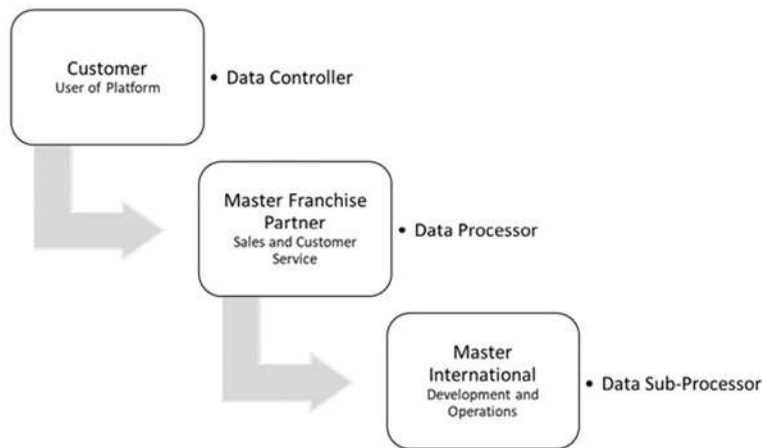 Customer
User of Platform
• Data Controller
Master Franchise
Partner
Sales and Customer
Service
• Data Processor
Master
International
Development and
Operations
• Data Sub-Processor